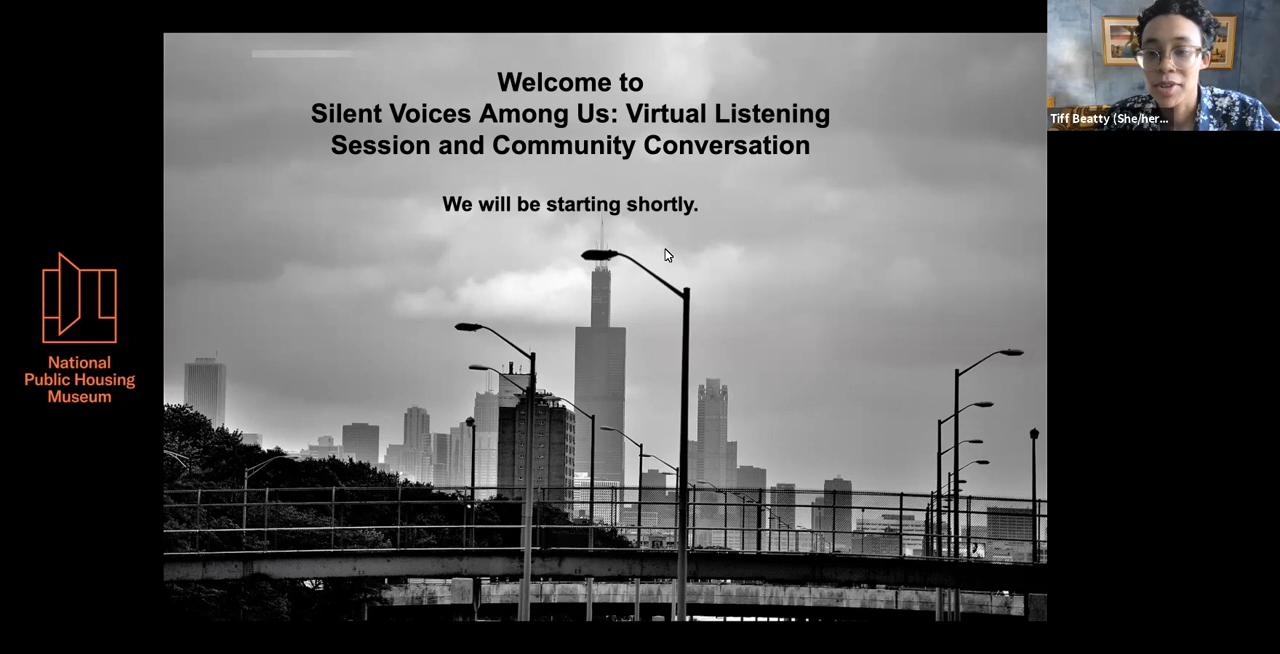 Welcome to
Silent Voices Among Us: Virtual Listening
Session and Community Conversation
We will be starting shortly.
National
Public Housing
Museum
Tiff Beatty (She/her...